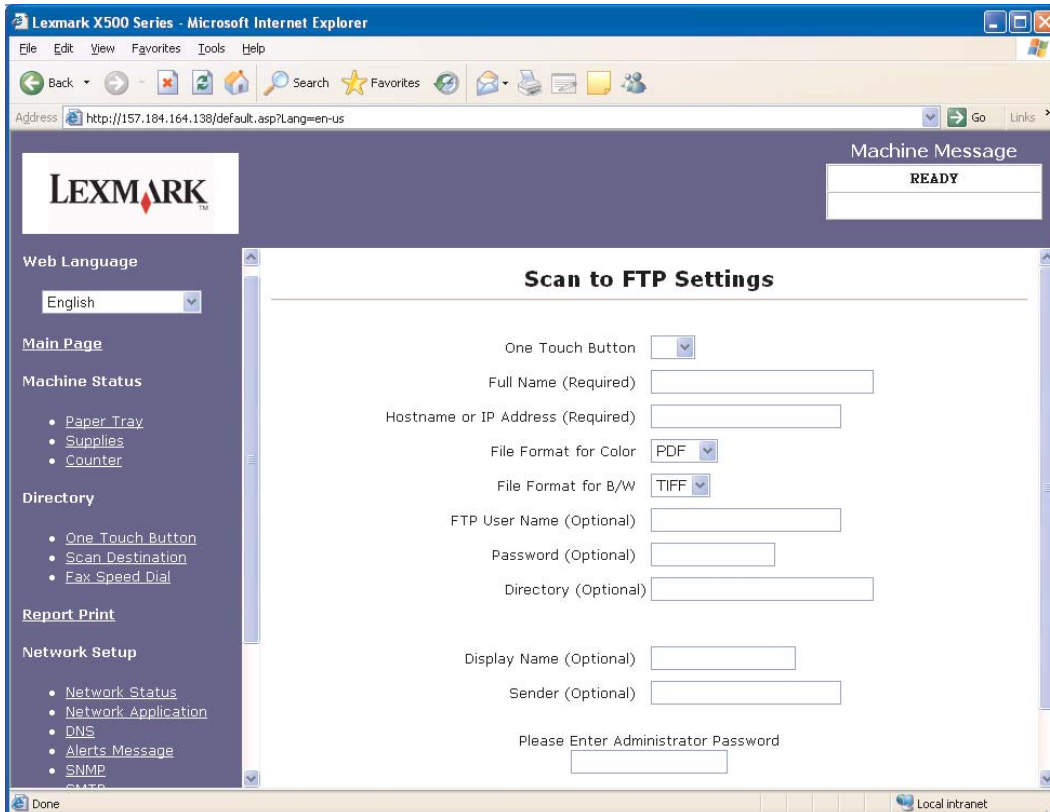 Lexmark X500 Series - Microsoft Internet Explorer
File Edit View Favorites Tools Help
Back Search Favorites
Address http://157.184.164.138/default.asp?Lang=en-us Go Links »
LEXMARK™
Machine Message
READY
Web Language
English
Main Page
Machine Status
• Paper Tray
• Supplies
• Counter
Directory
• One Touch Button
• Scan Destination
• Fax Speed Dial
Report Print
Network Setup
• Network Status
• Network Application
• DNS
• Alerts Message
• SNMP
• SMTP
Scan to FTP Settings
One Touch Button
Full Name (Required)
Hostname or IP Address (Required)
File Format for Color PDF
File Format for B/W TIFF
FTP User Name (Optional)
Password (Optional)
Directory (Optional)
Display Name (Optional)
Sender (Optional)
Please Enter Administrator Password
Done Local intranet